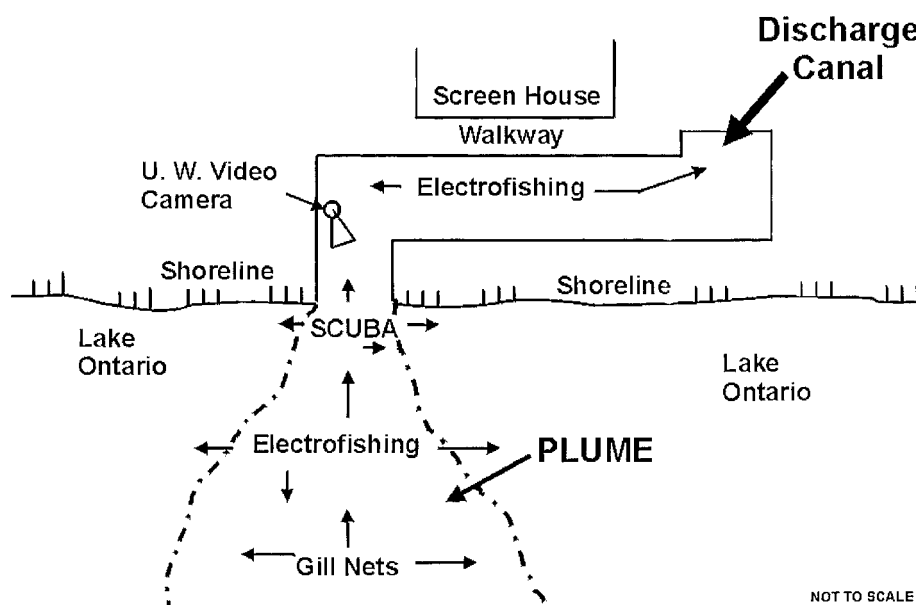 Discharge
Canal
Screen House
Walkway
U. W. Video
Camera
Electrofishing
Shoreline
Shoreline
SCUBA
Lake
Ontario
Lake
Ontario
Electrofishing
PLUME
Gill Nets
NOT TO SCALE